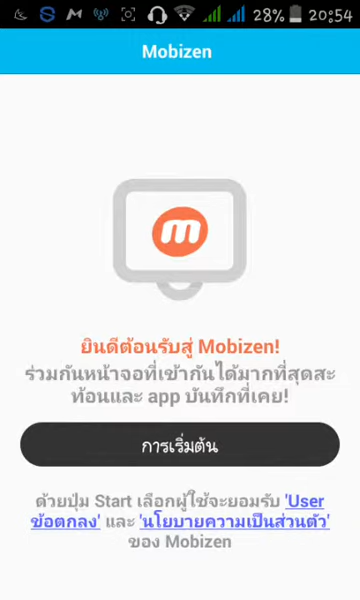 28% 20:54
Mobizen
m
ยินดีต้อนรับสู่ Mobizen!
ร่วมกันหน้าจอที่เข้ากันได้มากที่สุดสะ
ท้อนและ app บันทึกที่เคย!
การเริ่มต้น
ด้วยปุ่ม Start เลือกผู้ใช้จะยอมรับ 'User
ข้อตกลง' และ 'นโยบายความเป็นส่วนตัว'
ของ Mobizen